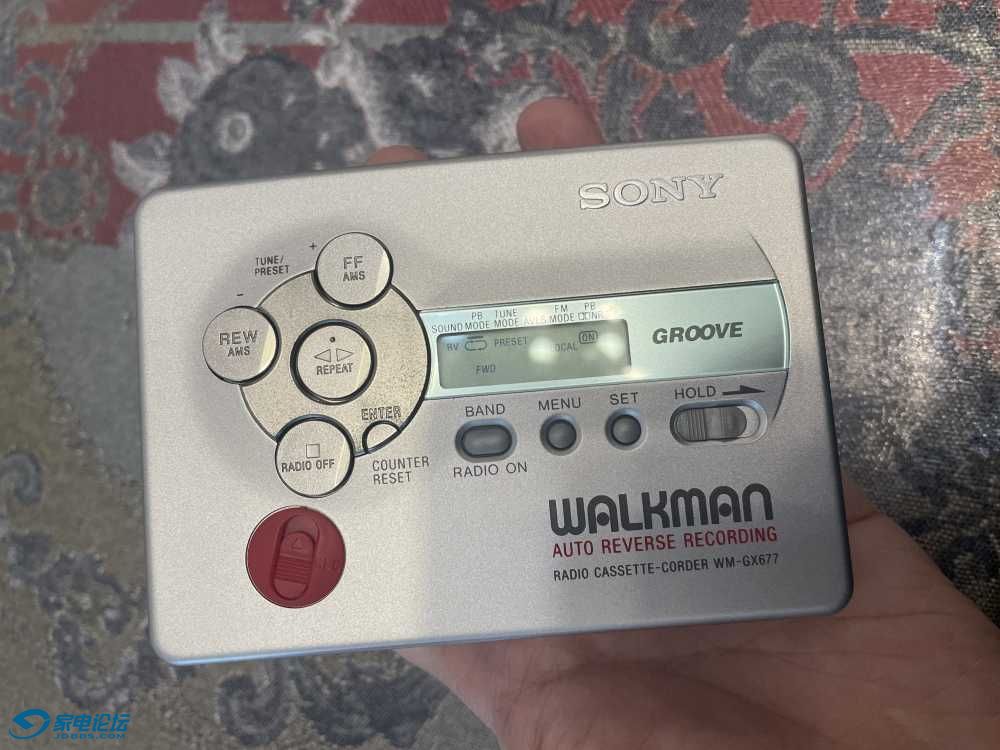 SONY
TUNE/
PRESET
+
-
FF
AMS
REW
AMS
REPEAT
ENTER
RADIO OFF
COUNTER
RESET
PB TUNE FM PB
SOUND MODE MODE AVLS MODE
RV PRESET LOCAL ON
FWD
GROOVE
BAND
MENU
SET
HOLD
RADIO ON
WALKMAN
AUTO REVERSE RECORDING
RADIO CASSETTE-CORDER WM-GX677
家电论坛
JDBBS.COM